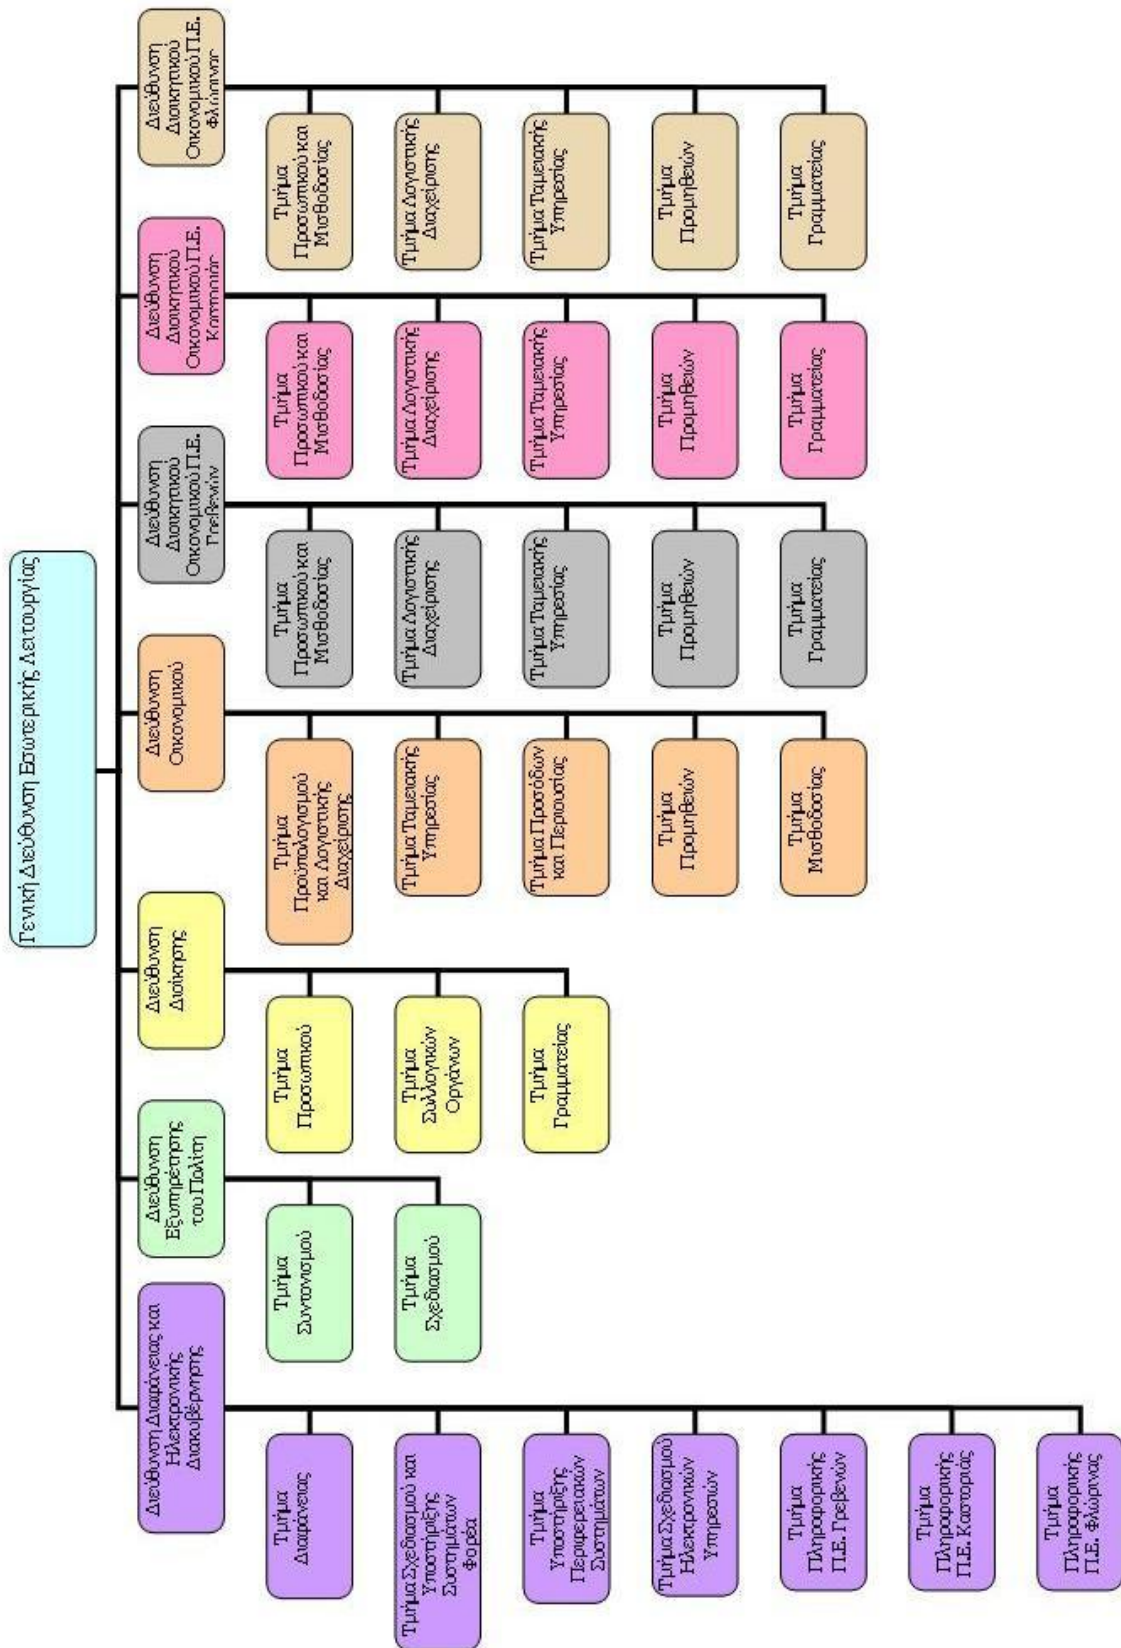 Γενική Διεύθυνση Εσωτερικής Λειτουργίας
Διεύθυνση Διαφάνειας και
Ηλεκτρονικής
Διακυβέρνησης
Τμήμα
Διαφάνειας
Τμήμα Σχεδιασμού και
Υποστήριξης
Συστημάτων
Φορέα
Τμήμα
Υποστήριξης
Περιφερειακών
Συστημάτων
Τμήμα Σχεδιασμού
Ηλεκτρονικών
Υπηρεσιών
Τμήμα
Πληροφορικής
Π.Ε. Γρεβενών
Τμήμα
Πληροφορικής
Π.Ε. Καστοριάς
Τμήμα
Πληροφορικής
Π.Ε. Φλώρινας
Διεύθυνση
Εξυπηρέτησης
του Πολίτη
Τμήμα
Συντονισμού
Τμήμα
Σχεδιασμού
Διεύθυνση
Διοίκησης
Τμήμα
Προσωπικού
Τμήμα
Συλλογικών
Οργάνων
Τμήμα
Γραμματείας
Διεύθυνση
Οικονομικού
Τμήμα
Προϋπολογισμού
και Λογιστικής
Διαχείρισης
Τμήμα Ταμειακής
Υπηρεσίας
Τμήμα Προσόδων
και Περιουσίας
Τμήμα
Προμηθειών
Τμήμα
Μισθοδοσίας
Διεύθυνση
Διοικητικού
Οικονομικού Π.Ε.
Γρεβενών
Τμήμα
Προσωπικού και
Μισθοδοσίας
Τμήμα Λογιστικής
Διαχείρισης
Τμήμα Ταμειακής
Υπηρεσίας
Τμήμα
Προμηθειών
Τμήμα
Γραμματείας
Διεύθυνση
Διοικητικού
Οικονομικού Π.Ε.
Καστοριάς
Τμήμα
Προσωπικού και
Μισθοδοσίας
Τμήμα Λογιστικής
Διαχείρισης
Τμήμα Ταμειακής
Υπηρεσίας
Τμήμα
Προμηθειών
Τμήμα
Γραμματείας
Διεύθυνση
Διοικητικού
Οικονομικού Π.Ε.
Φλώρινας
Τμήμα
Προσωπικού και
Μισθοδοσίας
Τμήμα Λογιστικής
Διαχείρισης
Τμήμα Ταμειακής
Υπηρεσίας
Τμήμα
Προμηθειών
Τμήμα
Γραμματείας